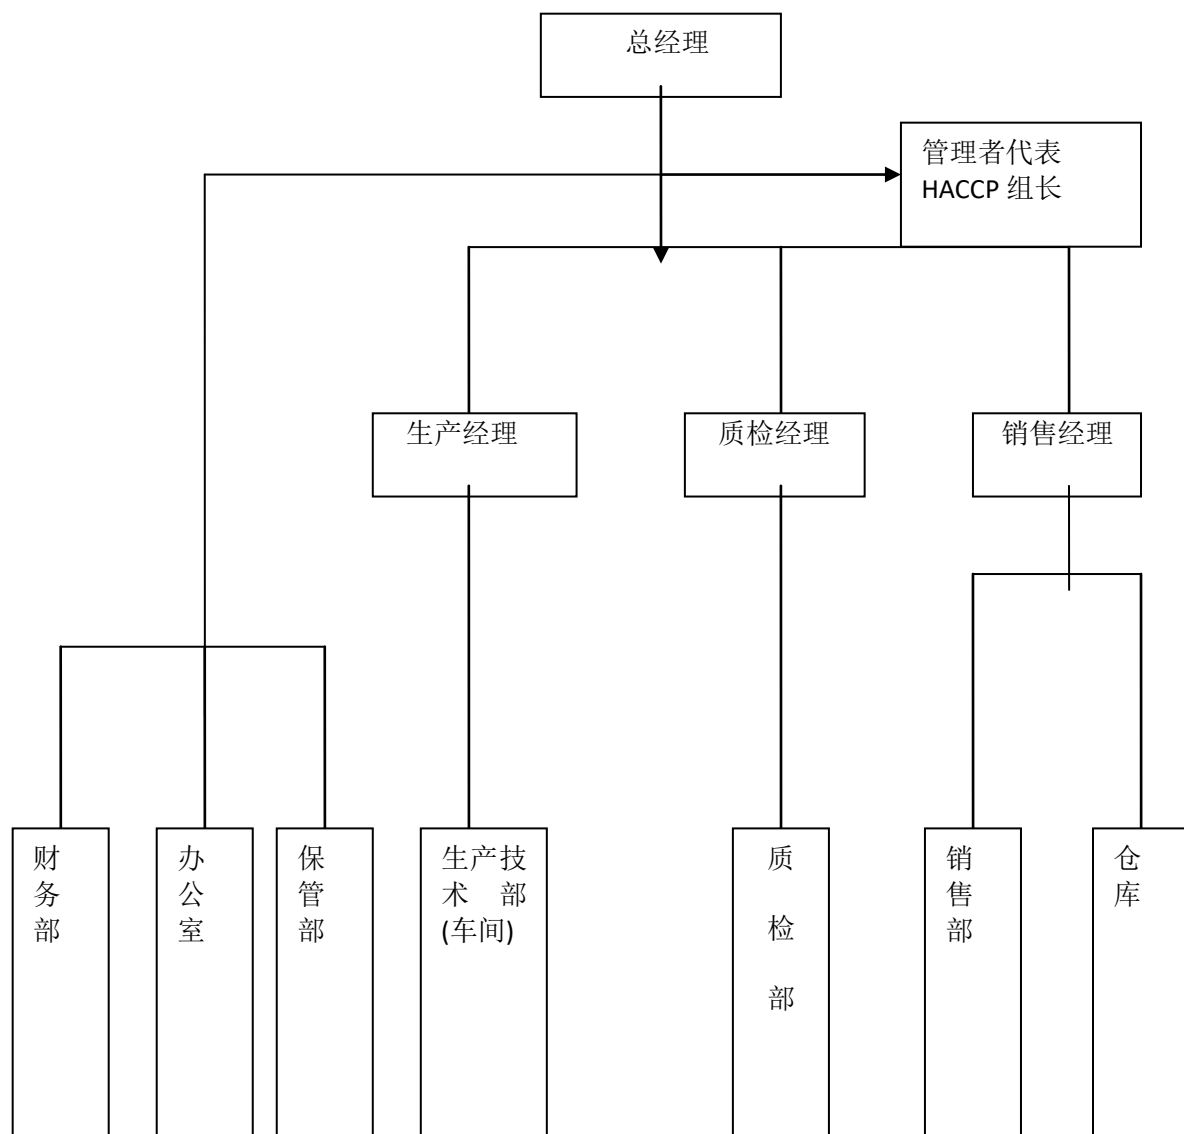 总经理
管理者代表
HACCP 组长
生产经理
质检经理
销售经理
财务部
办公室
保管部
生产技
术 部
(车间)
质检部
销售部
仓库